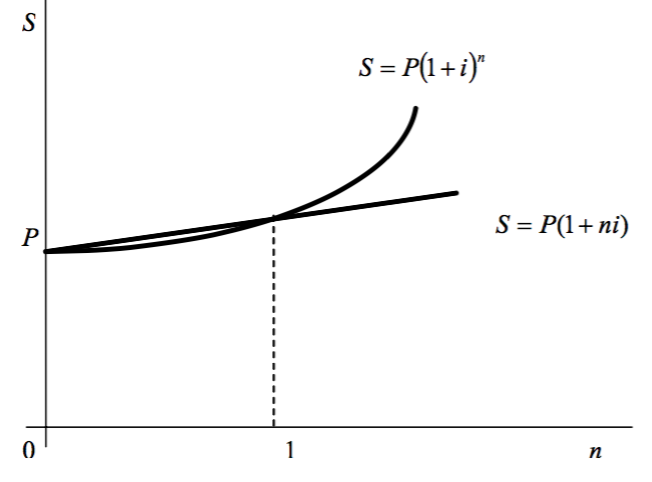 S
S = P(1 + i)^n
P
S = P(1 + ni)
0
1
n